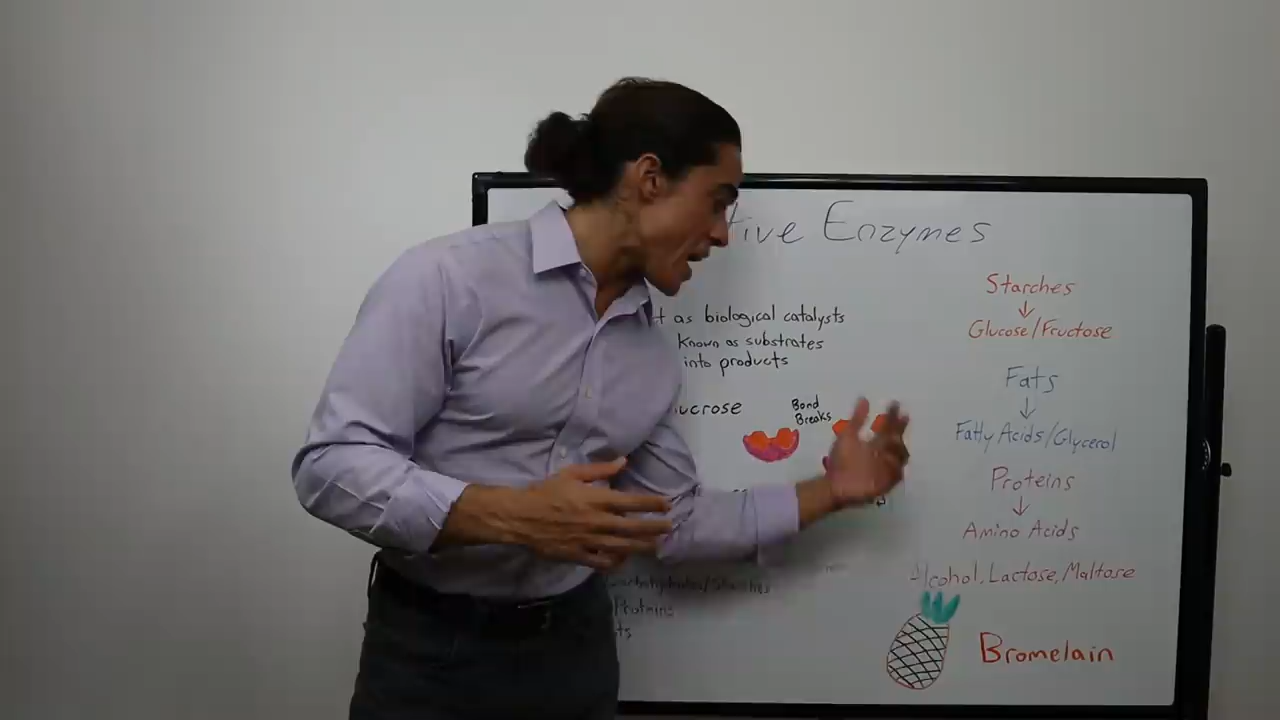 tive Enzymes
t as biological catalysts
known as substrates
into products
ucrose
Bond
Breaks
Carbohydrates/Starches
Proteins
ts
Starches
Glucose/Fructose
Fats
Fatty Acids/Glycerol
Proteins
Amino Acids
Alcohol, Lactose, Maltose
Bromelain